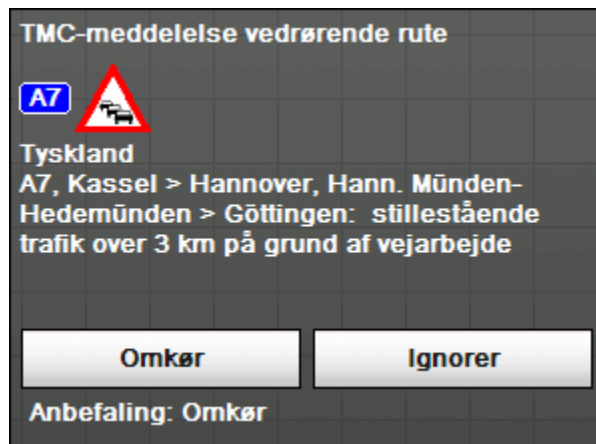 TMC-meddelelse vedrørende rute
A7
Tyskland
A7, Kassel > Hannover, Hann. Münden-
Hedemünden > Göttingen: stillestående
trafik over 3 km på grund af vejarbejde
Omkør
Ignorer
Anbefaling: Omkør